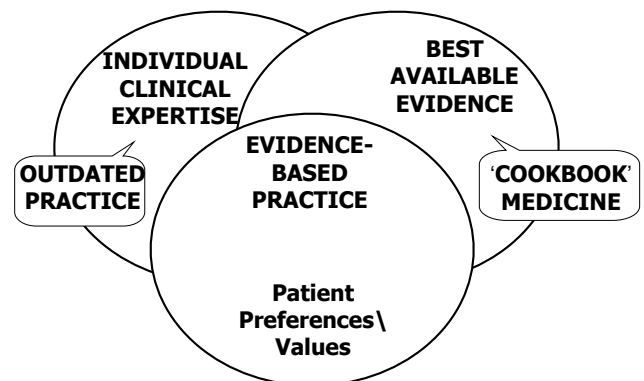 INDIVIDUAL
CLINICAL
EXPERTISE
BEST
AVAILABLE
EVIDENCE
OUTDATED
PRACTICE
EVIDENCE-
BASED
PRACTICE
‘COOKBOOK’
MEDICINE
Patient
Preferences\
Values